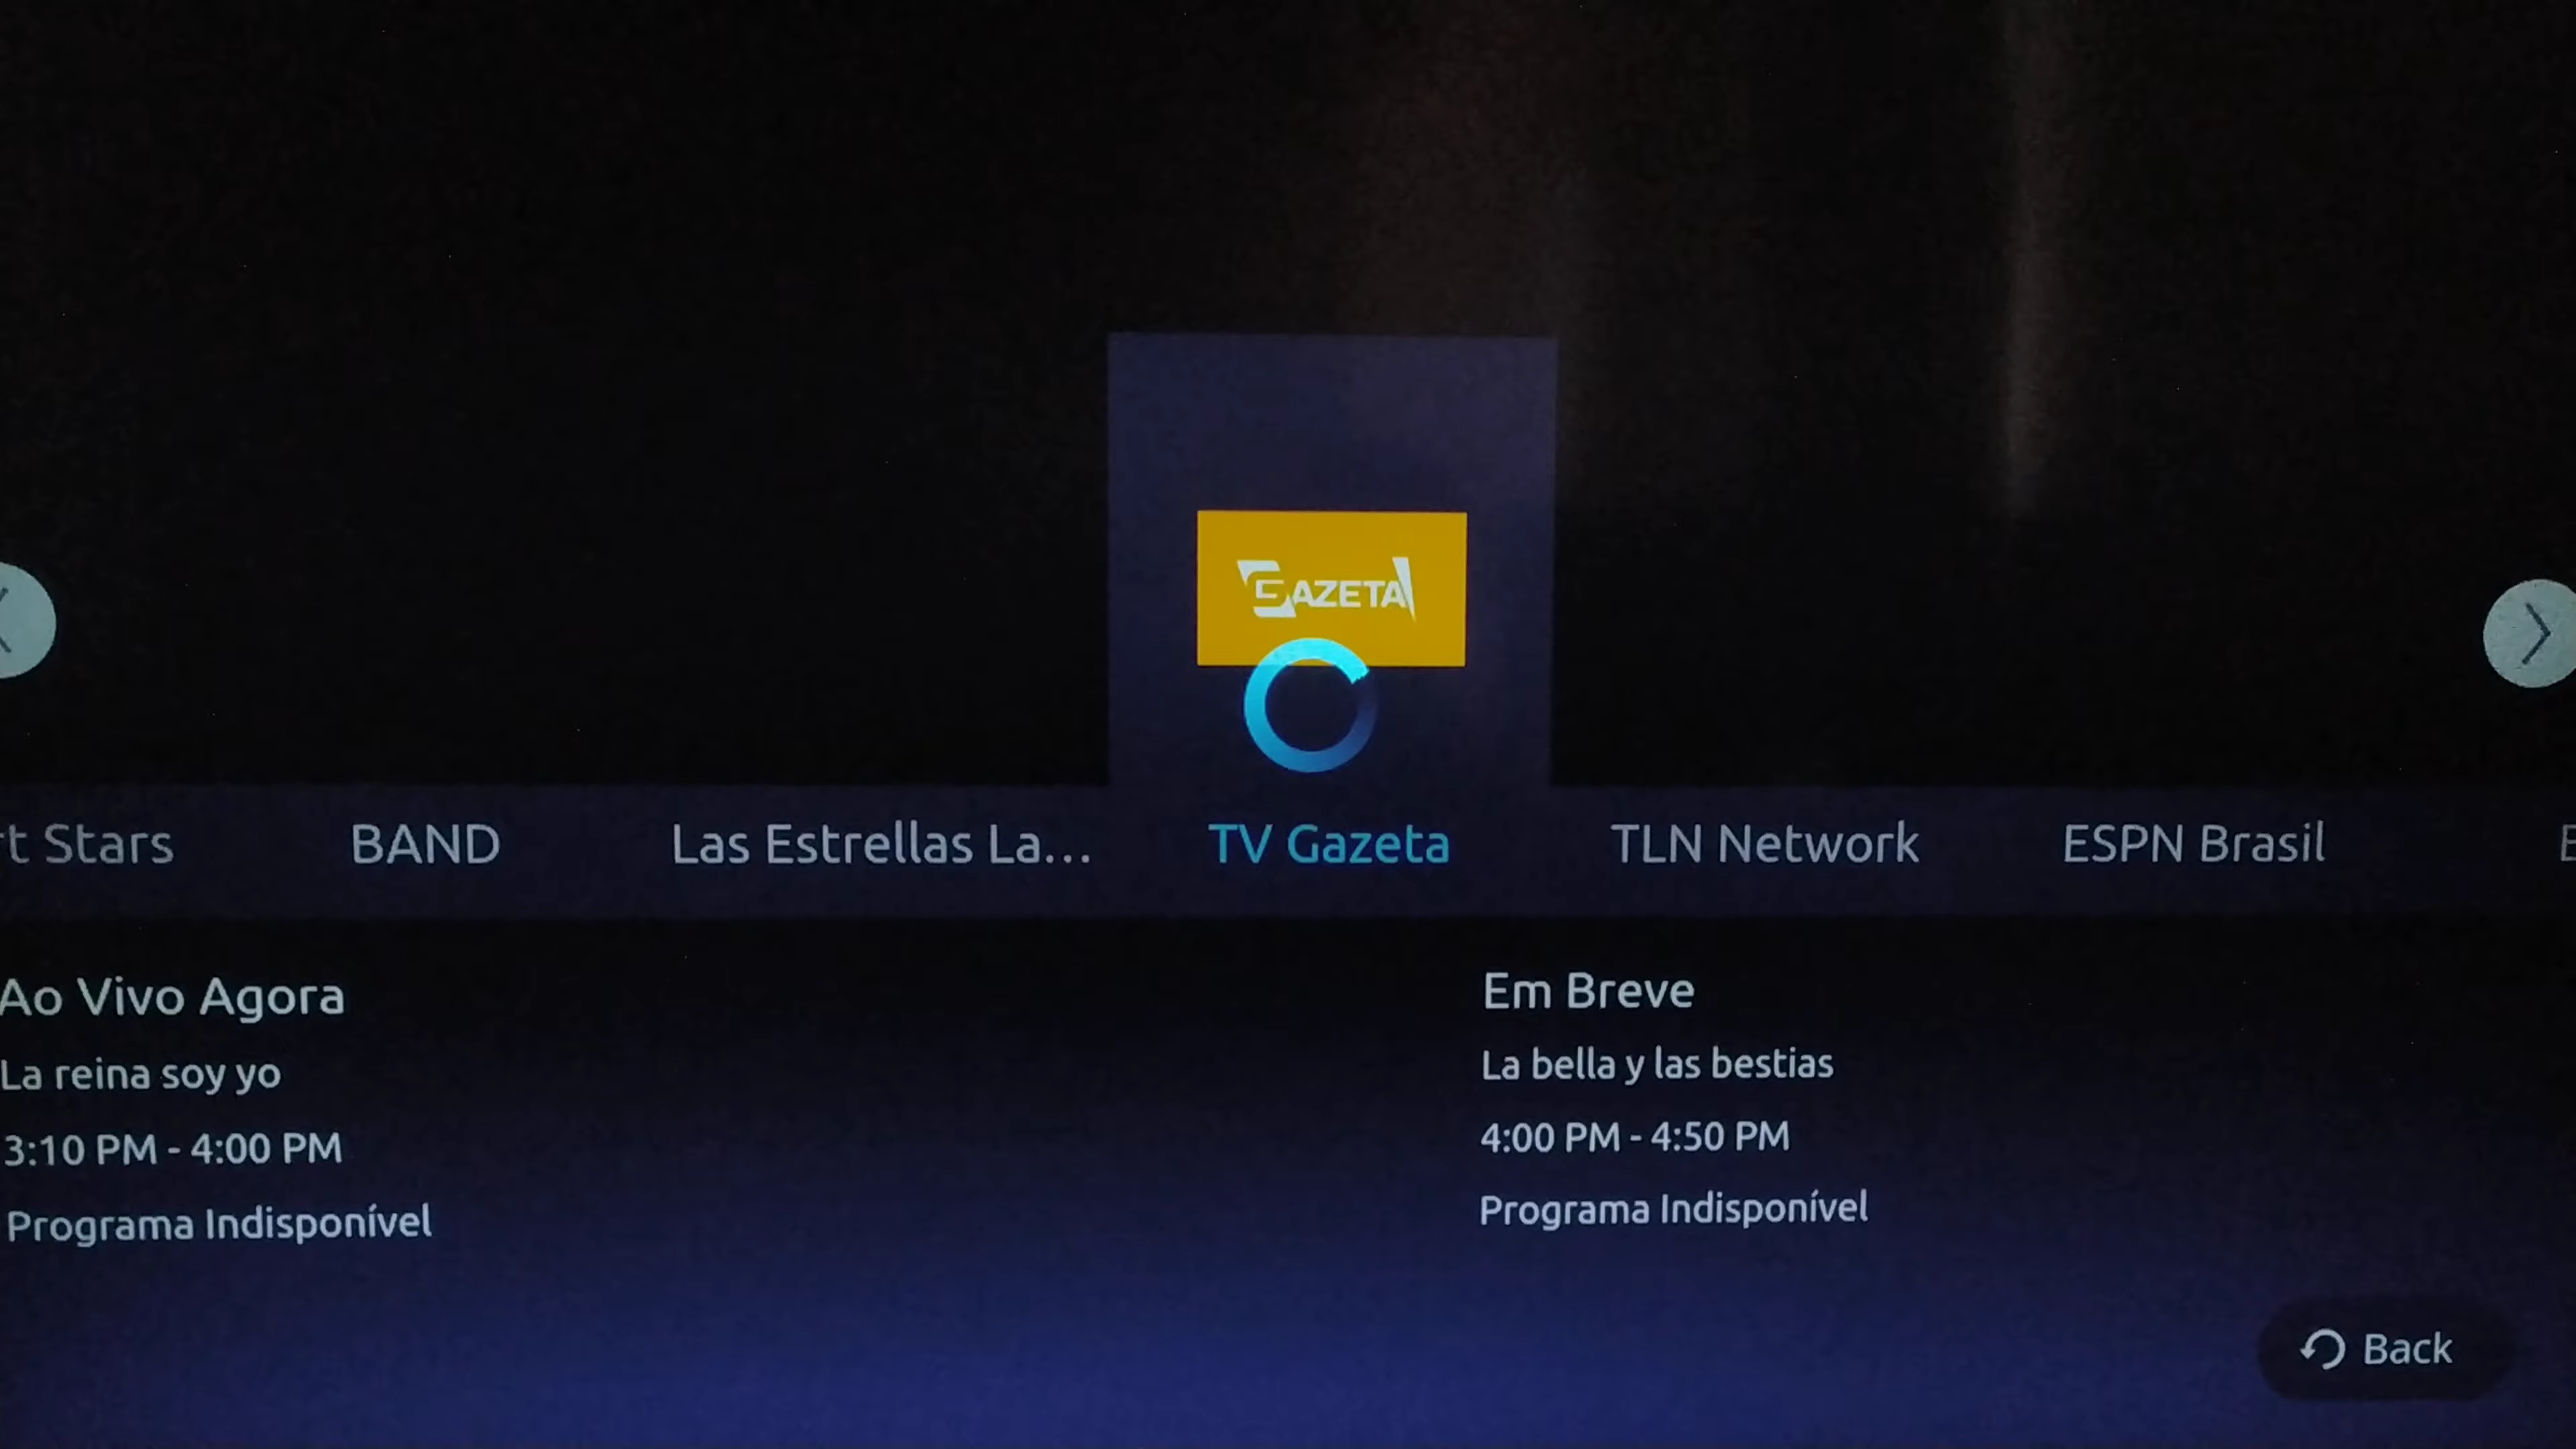 GAZETA
t Stars
BAND
Las Estrellas La...
TV Gazeta
TLN Network
ESPN Brasil
Ao Vivo Agora
La reina soy yo
3:10 PM - 4:00 PM
Programa Indisponível
Em Breve
La bella y las bestias
4:00 PM - 4:50 PM
Programa Indisponível
Back